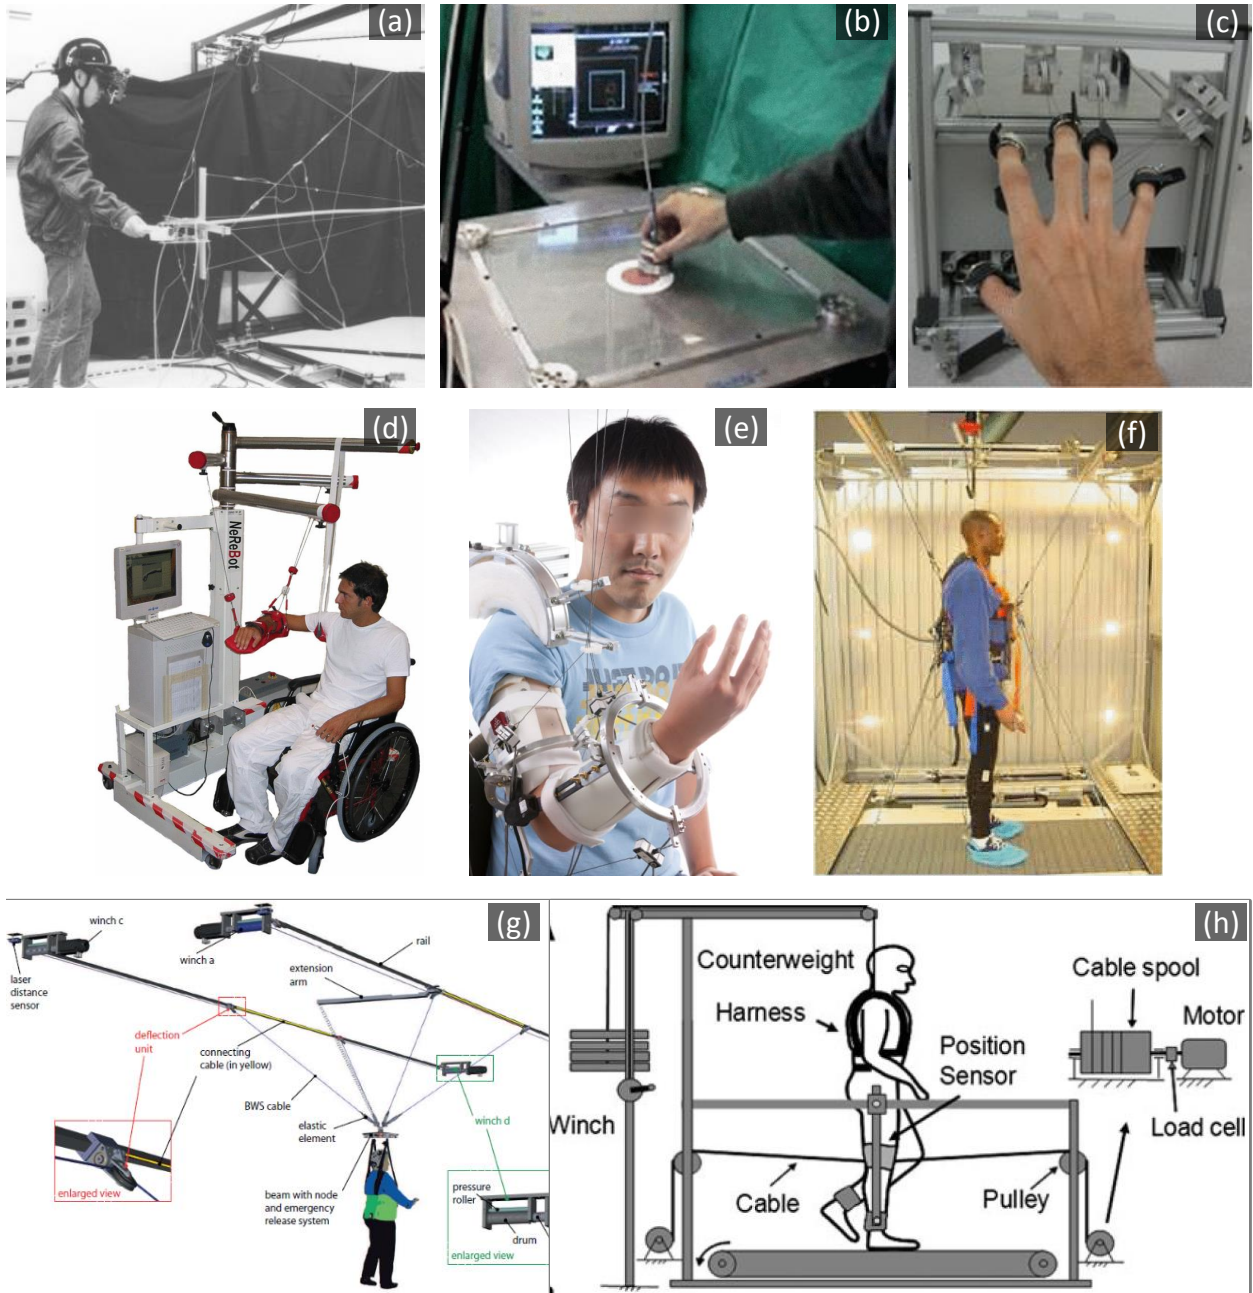 (a)
(b)
(c)
(d)
NeReBot
(e)
(f)
(g)
winch c
winch a
rail
laser
distance
sensor
extension
arm
deflection
unit
connecting
cable (in yellow)
BWS cable
elastic
element
winch d
enlarged view
beam with node
and emergency
release system
pressure
roller
drum
enlarged view
(h)
Counterweight
Harness
Cable spool
Motor
Position
Sensor
Winch
Load cell
Cable
Pulley